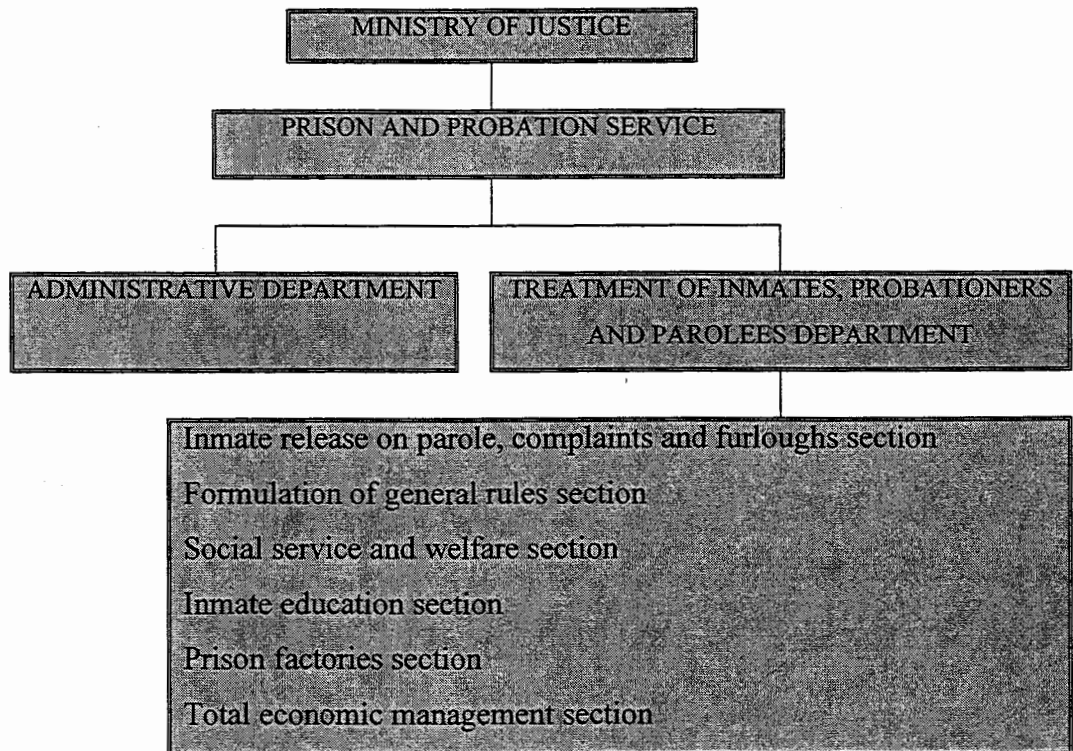 MINISTRY OF JUSTICE
PRISON AND PROBATION SERVICE
ADMINISTRATIVE DEPARTMENT
TREATMENT OF INMATES, PROBATIONERS
AND PAROLEES DEPARTMENT
Inmate release on parole, complaints and furloughs section
Formulation of general rules section
Social service and welfare section
Inmate education section
Prison factories section
Total economic management section